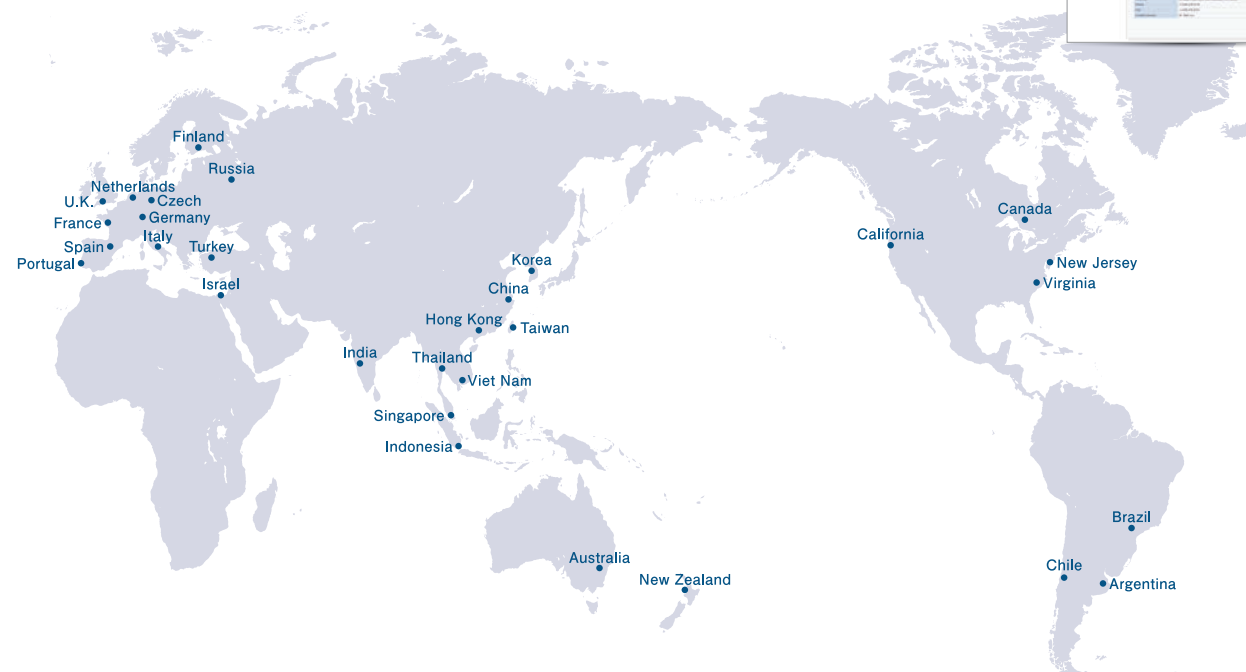 Finland
Russia
Netherlands
U.K.
Czech
Germany
France
Italy
Spain
Turkey
Portugal
Israel
Korea
China
Hong Kong
Taiwan
India
Thailand
Viet Nam
Singapore
Indonesia
Australia
New Zealand
Canada
California
New Jersey
Virginia
Brazil
Chile
Argentina